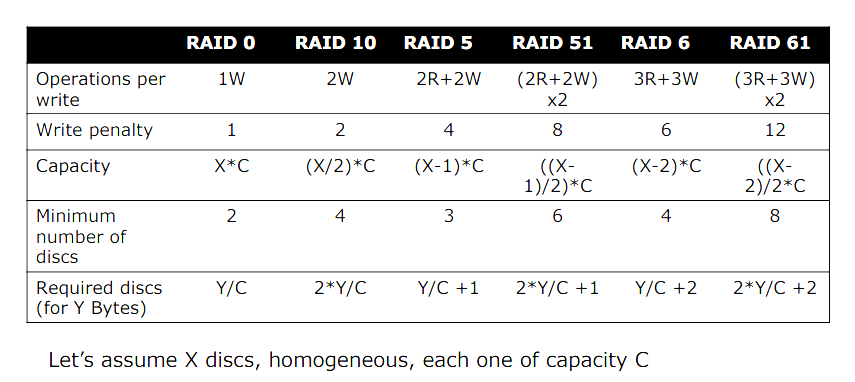 RAID 0 RAID 10 RAID 5 RAID 51 RAID 6 RAID 61
Operations per 1W 2W 2R+2W (2R+2W) 3R+3W (3R+3W)
write x2 x2
Write penalty 1 2 4 8 6 12
Capacity X*C (X/2)*C (X-1)*C ((X- (X-2)*C ((X-
1)/2)*C 2)/2*C
Minimum 2 4 3 6 4 8
number of
discs
Required discs Y/C 2*Y/C Y/C +1 2*Y/C +1 Y/C +2 2*Y/C +2
(for Y Bytes)
Let's assume X discs, homogeneous, each one of capacity C